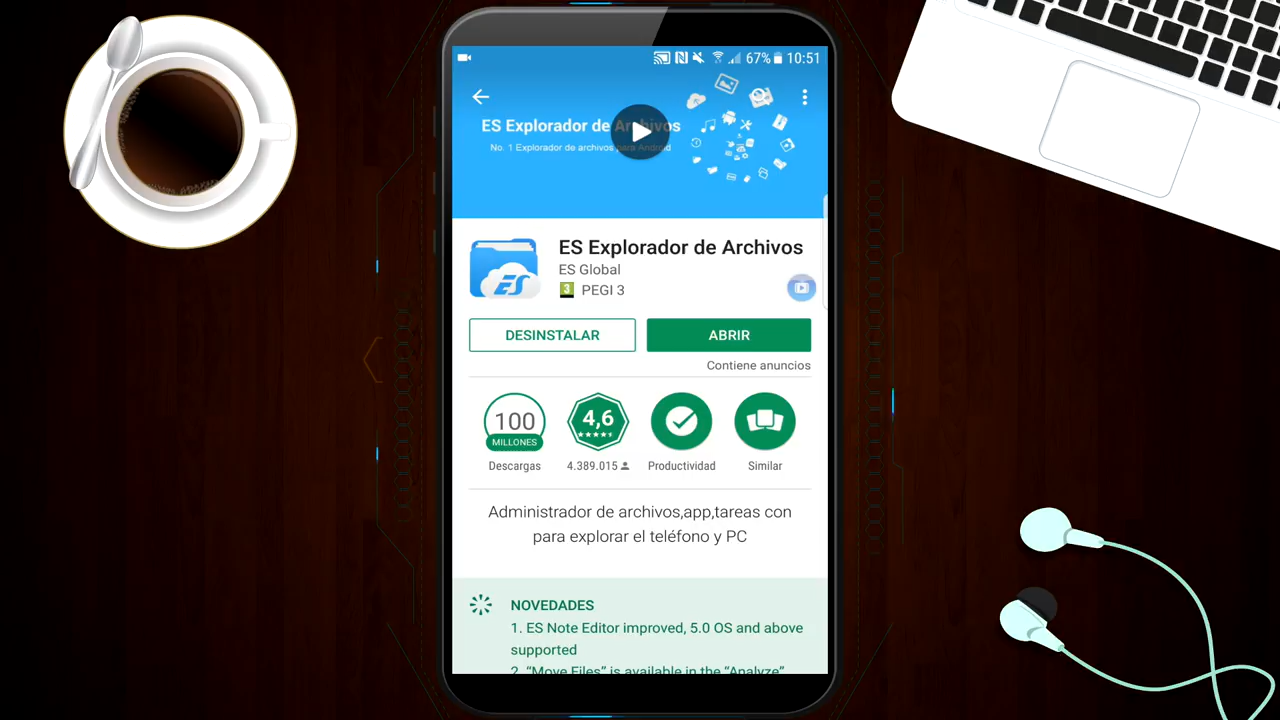 67% 10:51
ES Explorador de Archivos
No. 1 Explorador de archivos para Android
ES
ES Explorador de Archivos
ES Global
3 PEGI 3
DESINSTALAR
ABRIR
Contiene anuncios
100
MILLONES
4,6
Descargas
4.389.015
Productividad
Similar
Administrador de archivos,app,tareas con
para explorar el teléfono y PC
NOVEDADES
1. ES Note Editor improved, 5.0 OS and above
supported
2. “Move Files” is available in the “Analyze”